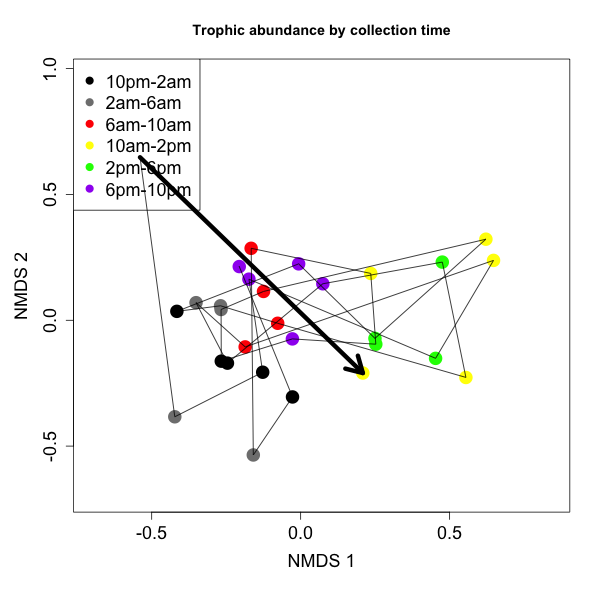 Trophic abundance by collection time
10pm-2am
2am-6am
6am-10am
10am-2pm
2pm-6pm
6pm-10pm
1.0
0.5
0.0
-0.5
NMDS 2
-0.5
0.0
0.5
NMDS 1